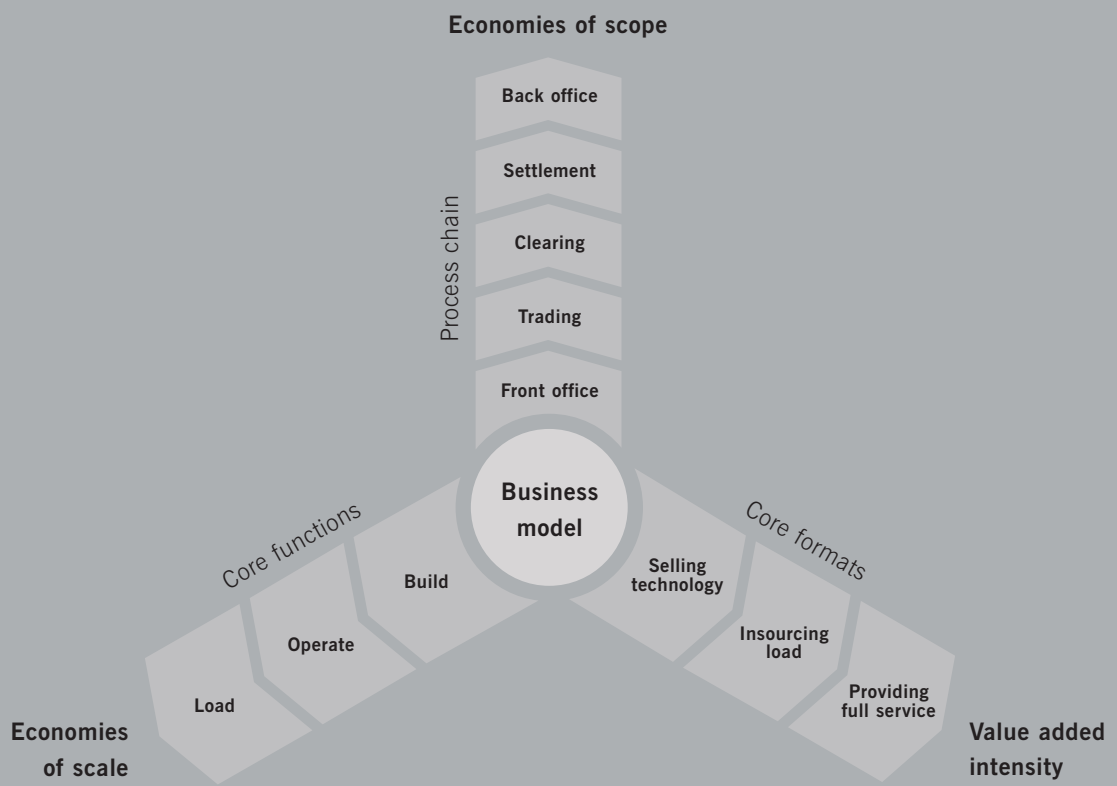 Economies of scope
Back office
Settlement
Clearing
Trading
Front office
Process chain
Business
model
Core functions
Build
Operate
Load
Economies
of scale
Core formats
Selling
technology
Insourcing
load
Providing
full service
Value added
intensity